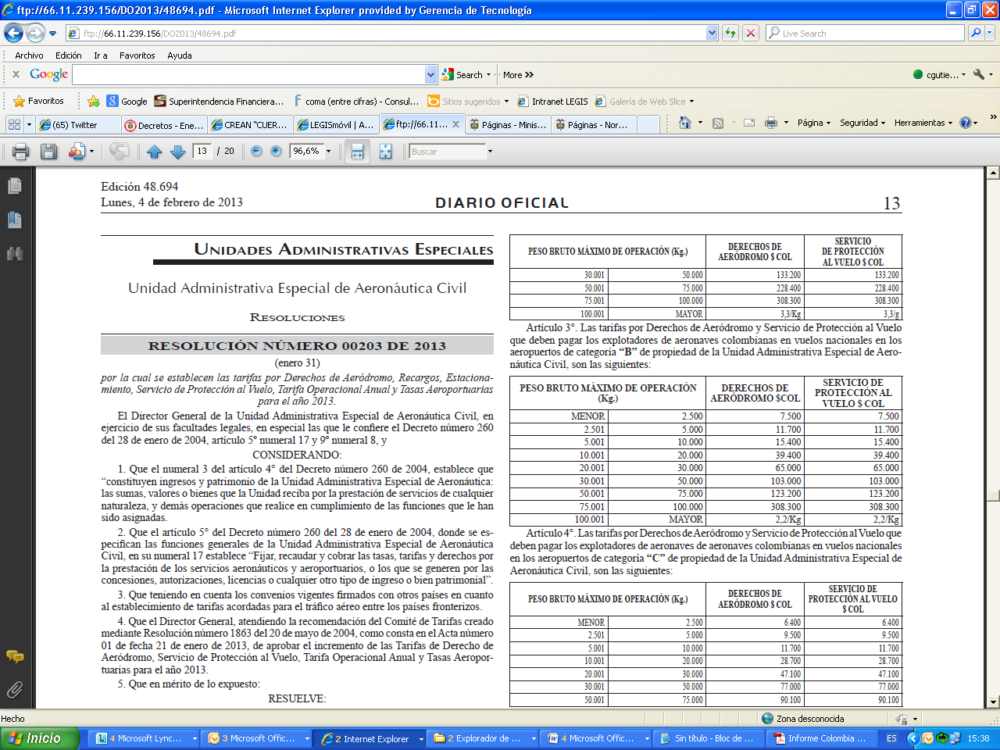 ftp://66.11.239.156/DO2013/48694.pdf - Microsoft Internet Explorer provided by Gerencia de Tecnología
ftp://66.11.239.156/DO2013/48694.pdf
Live Search
Archivo Edición Ir a Favoritos Ayuda
x Google Search More >> cgutie...
Favoritos Google Superintendencia Financiera... coma (entre cifras) - Consul... Sitios sugeridos Intranet LEGIS Galería de Web Slice
(65) Twitter Decretos - Ene... CREAN "CUER... LEGISmóvil | A... ftp://66.11... Páginas - Minis... Páginas - Nor... Página Seguridad Herramientas
13 / 20 96,6% Buscar
Edición 48.694
Lunes, 4 de febrero de 2013
DIARIO OFICIAL
13
UNIDADES ADMINISTRATIVAS ESPECIALES
Unidad Administrativa Especial de Aeronáutica Civil
RESOLUCIONES
RESOLUCIÓN NÚMERO 00203 DE 2013
(enero 31)
por la cual se establecen las tarifas por Derechos de Aeródromo, Recargos, Estaciona-
miento, Servicio de Protección al Vuelo, Tarifa Operacional Anual y Tasas Aeroportuarias
para el año 2013.
El Director General de la Unidad Administrativa Especial de Aeronáutica Civil, en
ejercicio de sus facultades legales, en especial las que le confiere el Decreto número 260
del 28 de enero de 2004, artículo 5º numeral 17 y 9º numeral 8, y
CONSIDERANDO:
1. Que el numeral 3 del artículo 4° del Decreto número 260 de 2004, establece que
“constituyen ingresos y patrimonio de la Unidad Administrativa Especial de Aeronáutica:
las sumas, valores o bienes que la Unidad reciba por la prestación de servicios de cualquier
naturaleza, y demás operaciones que realice en cumplimiento de las funciones que le han
sido asignadas.
2. Que el artículo 5° del Decreto número 260 del 28 de enero de 2004, donde se es-
pecifican las funciones generales de la Unidad Administrativa Especial de Aeronáutica
Civil, en su numeral 17 establece “Fijar, recaudar y cobrar las tasas, tarifas y derechos por
la prestación de los servicios aeronáuticos y aeroportuarios, o los que se generen por las
concesiones, autorizaciones, licencias o cualquier otro tipo de ingreso o bien patrimonial”.
3. Que teniendo en cuenta los convenios vigentes firmados con otros países en cuanto
al establecimiento de tarifas acordadas para el tráfico aéreo entre los países fronterizos.
4. Que el Director General, atendiendo la recomendación del Comité de Tarifas creado
mediante Resolución número 1863 del 20 de mayo de 2004, como consta en el Acta número
01 de fecha 21 de enero de 2013, de aprobar el incremento de las Tarifas de Derecho de
Aeródromo, Servicio de Protección al Vuelo, Tarifa Operacional Anual y Tasas Aeropor-
tuarias para el año 2013.
5. Que en mérito de lo expuesto:
RESUELVE:
PESO BRUTO MÁXIMO DE OPERACIÓN (Kg.) DERECHOS DE AERÓDROMO $ COL SERVICIO DE PROTECCIÓN AL VUELO $ COL
30.001 50.000 133.200 133.200
50.001 75.000 228.400 228.400
75.001 100.000 308.300 308.300
100.001 MAYOR 3,3/Kg 3,3/g
Artículo 3°. Las tarifas por Derechos de Aeródromo y Servicio de Protección al Vuelo
que deben pagar los explotadores de aeronaves colombianas en vuelos nacionales en los
aeropuertos de categoría “B” de propiedad de la Unidad Administrativa Especial de Aero-
náutica Civil, son las siguientes:
PESO BRUTO MÁXIMO DE OPERACIÓN (Kg.) DERECHOS DE AERÓDROMO $COL SERVICIO DE PROTECCIÓN AL VUELO $ COL
MENOR 2.500 7.500 7.500
2.501 5.000 11.700 11.700
5.001 10.000 15.400 15.400
10.001 20.000 39.400 39.400
20.001 30.000 65.000 65.000
30.001 50.000 103.000 103.000
50.001 75.000 123.200 123.200
75.001 100.000 308.300 308.300
100.001 MAYOR 2,2/Kg 2,2/Kg
Artículo 4°. Las tarifas por Derechos de Aeródromo y Servicio de Protección al Vuelo que
deben pagar los explotadores de aeronaves de aeronaves colombianas en vuelos nacionales
en los aeropuertos de categoría “C” de propiedad de la Unidad Administrativa Especial de
Aeronáutica Civil, son las siguientes:
PESO BRUTO MÁXIMO DE OPERACIÓN (Kg.) DERECHOS DE AERÓDROMO $ COL SERVICIO DE PROTECCIÓN AL VUELO $ COL
MENOR 2.500 6.400 6.400
2.501 5.000 9.500 9.500
5.001 10.000 11.700 11.700
10.001 20.000 28.700 28.700
20.001 30.000 47.100 47.100
30.001 50.000 77.000 77.000
50.001 75.000 90.100 90.100
Hecho Zona desconocida
Inicio 4 Microsoft Lync... 3 Microsoft Offic... 2 Internet Explorer 2 Explorador de ... 4 Microsoft Offic... Sin título - Bloc de ... Informe Colombia ... ES 15:38